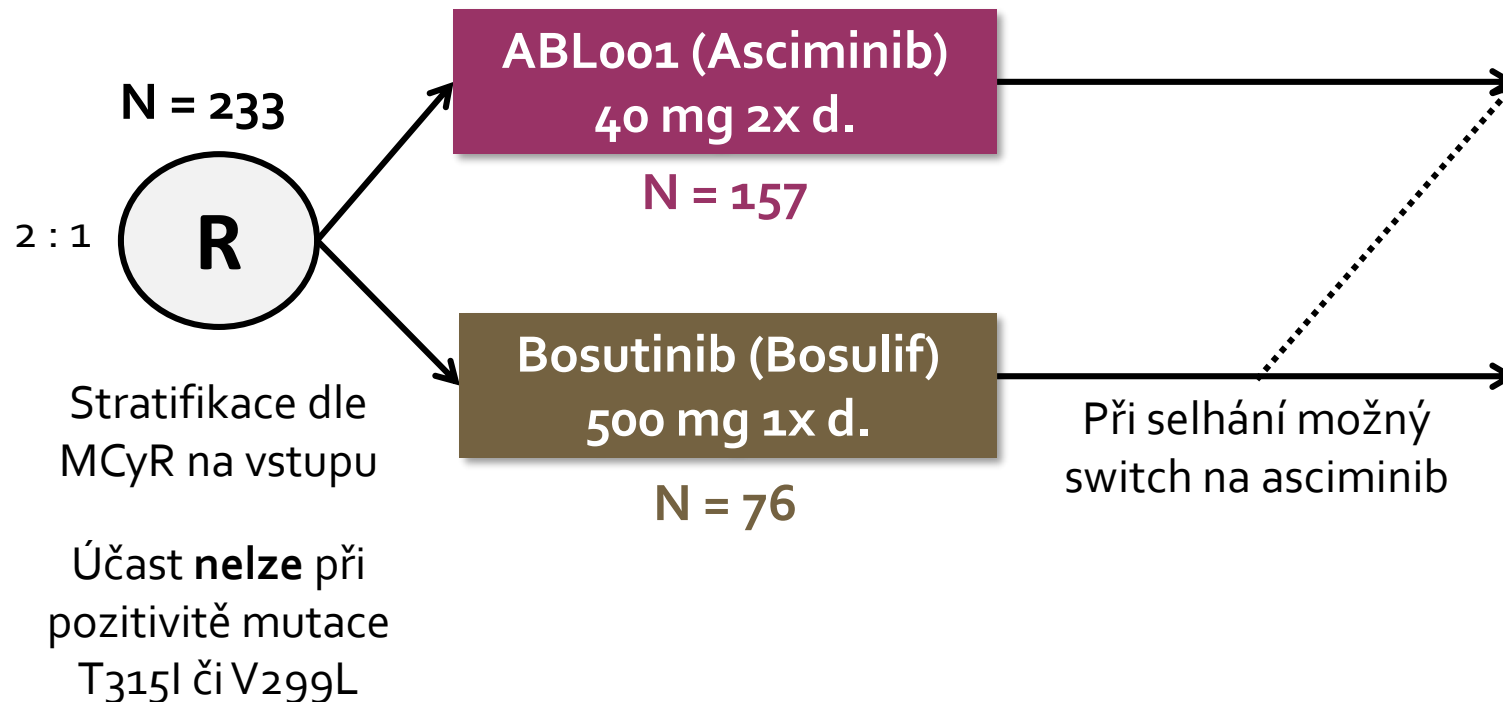 N = 233
2 : 1
R
Stratifikace dle
MCyR na vstupu
Účast nelze při
pozitivitě mutace
T315I či V299L
ABL001 (Asciminib)
40 mg 2x d.
N = 157
Bosutinib (Bosulif)
500 mg 1x d.
N = 76
Při selhání možný
switch na asciminib